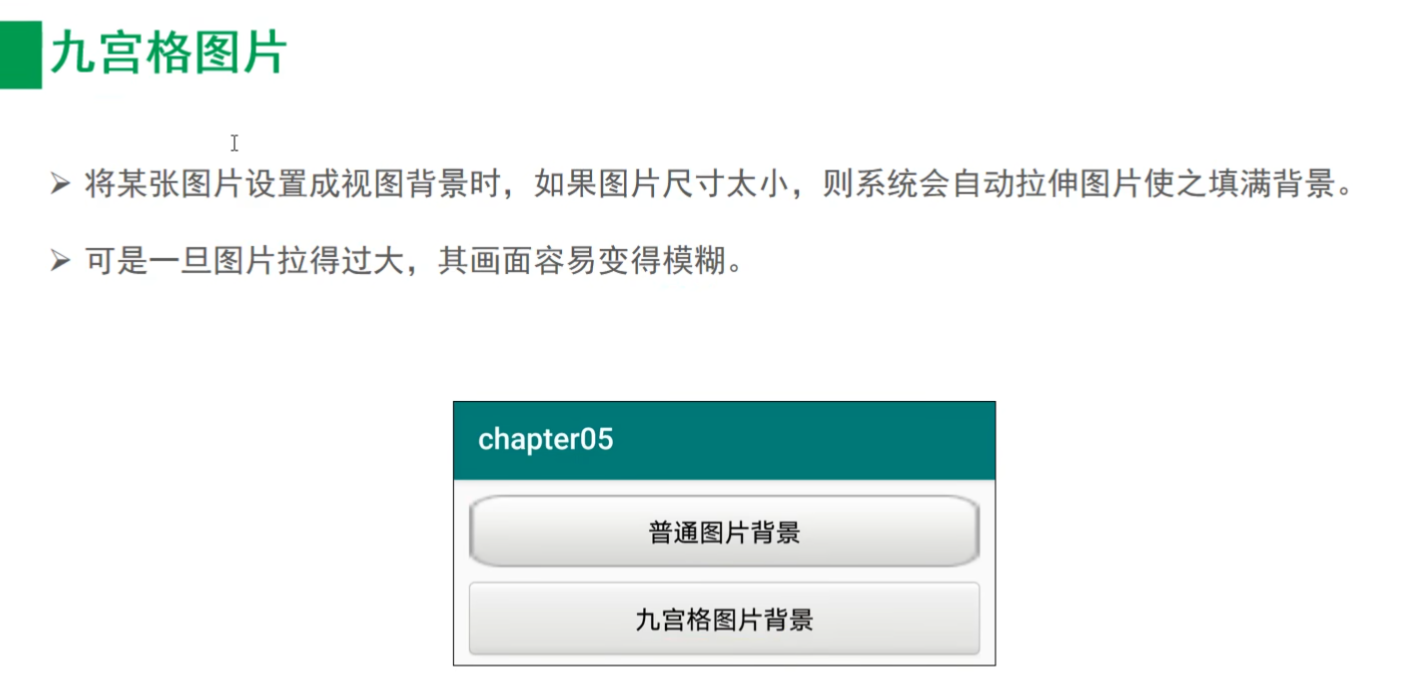 九宫格图片
将某张图片设置成视图背景时，如果图片尺寸太小，则系统会自动拉伸图片使之填满背景。
可是一旦图片拉得过大，其画面容易变得模糊。
chapter05
普通图片背景
九宫格图片背景